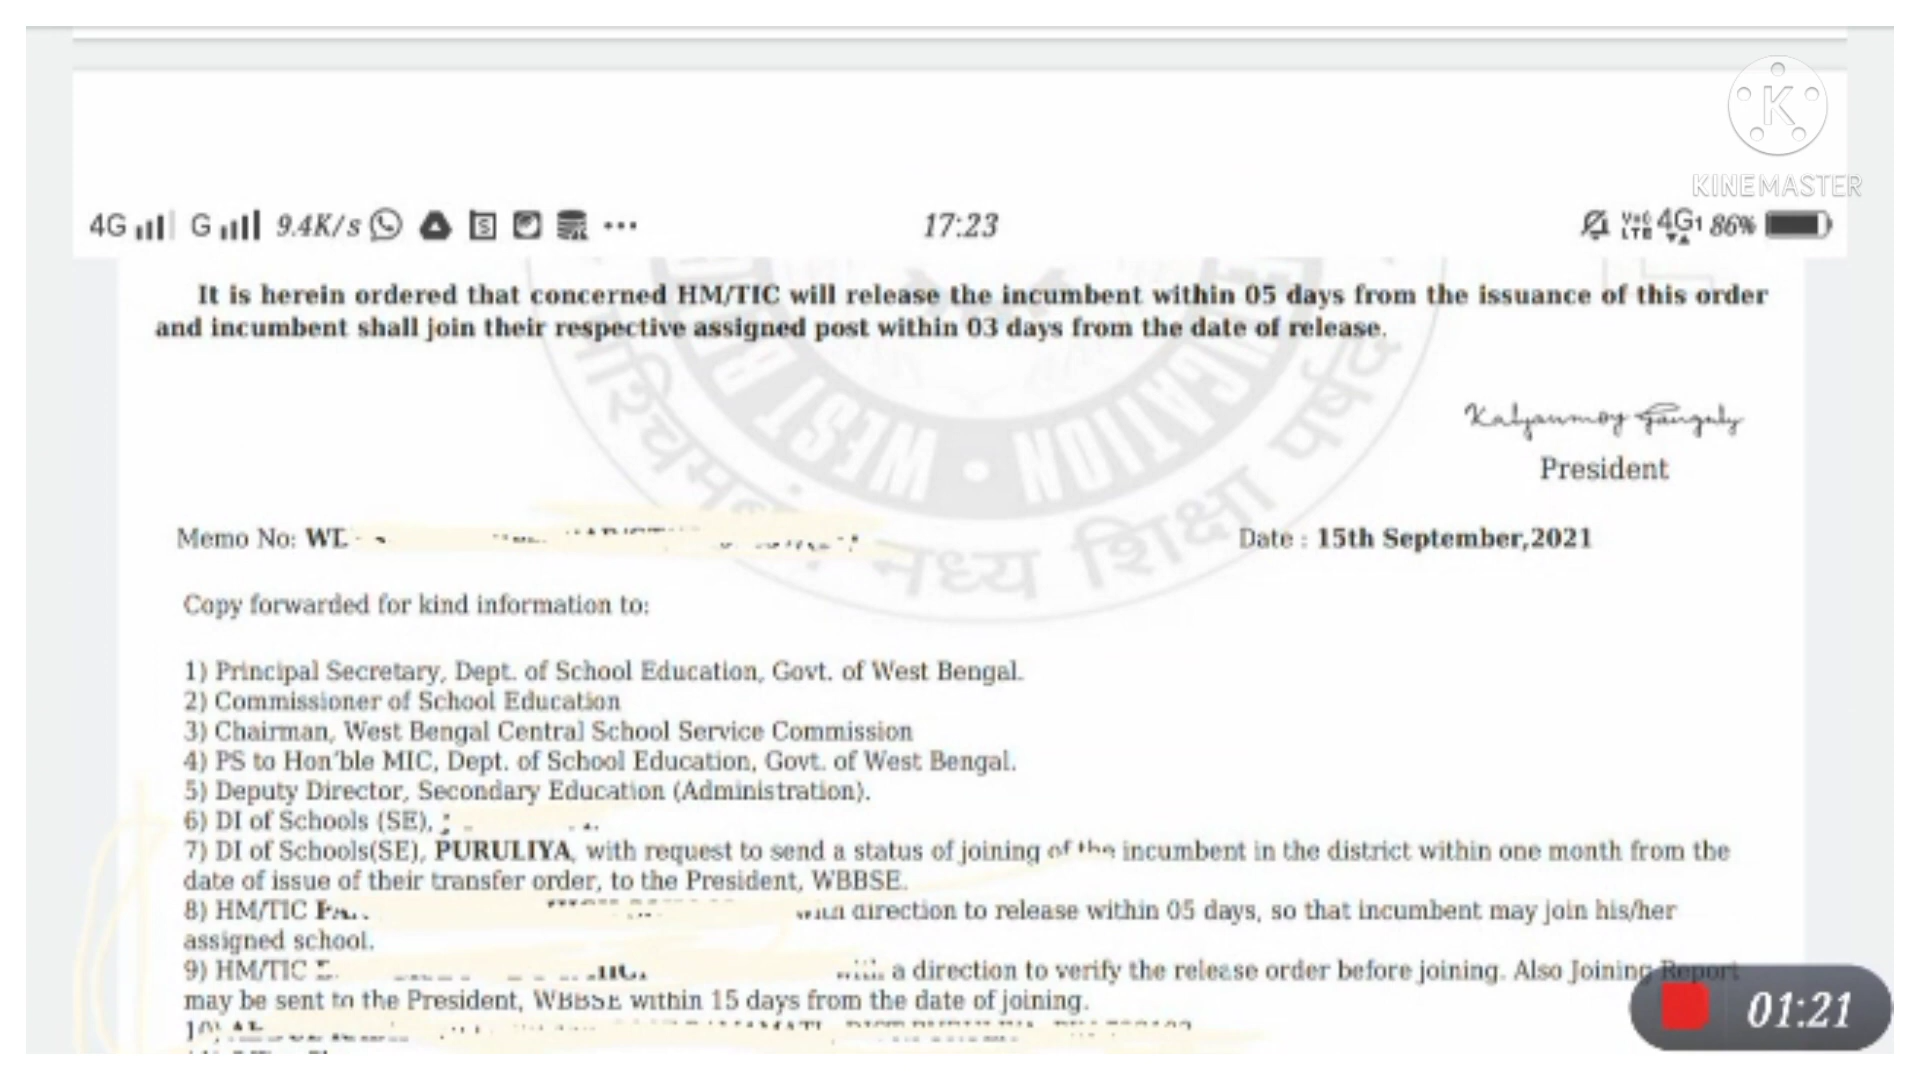 KINEMASTER
4G G 9.4K/s ... 17:23 4G1 86%
It is herein ordered that concerned HM/TIC will release the incumbent within 05 days from the issuance of this order
and incumbent shall join their respective assigned post within 03 days from the date of release.
WEST CATION
शिक्षा
Kalyanmoy Ganguly
President
Memo No: Date : 15th September,2021
Copy forwarded for kind information to:
1) Principal Secretary, Dept. of School Education, Govt. of West Bengal.
2) Commissioner of School Education
3) Chairman, West Bengal Central School Service Commission
4) PS to Hon'ble MIC, Dept. of School Education, Govt. of West Bengal.
5) Deputy Director, Secondary Education (Administration).
6) DI of Schools (SE),
7) DI of Schools(SE), PURULIYA, with request to send a status of joining of the incumbent in the district within one month from the
date of issue of their transfer order, to the President, WBBSE.
8) HM/TIC with direction to release within 05 days, so that incumbent may join his/her
assigned school.
9) HM/TIC a direction to verify the release order before joining. Also Joining Report
may be sent to the President, WBBSE within 15 days from the date of joining.
01:21